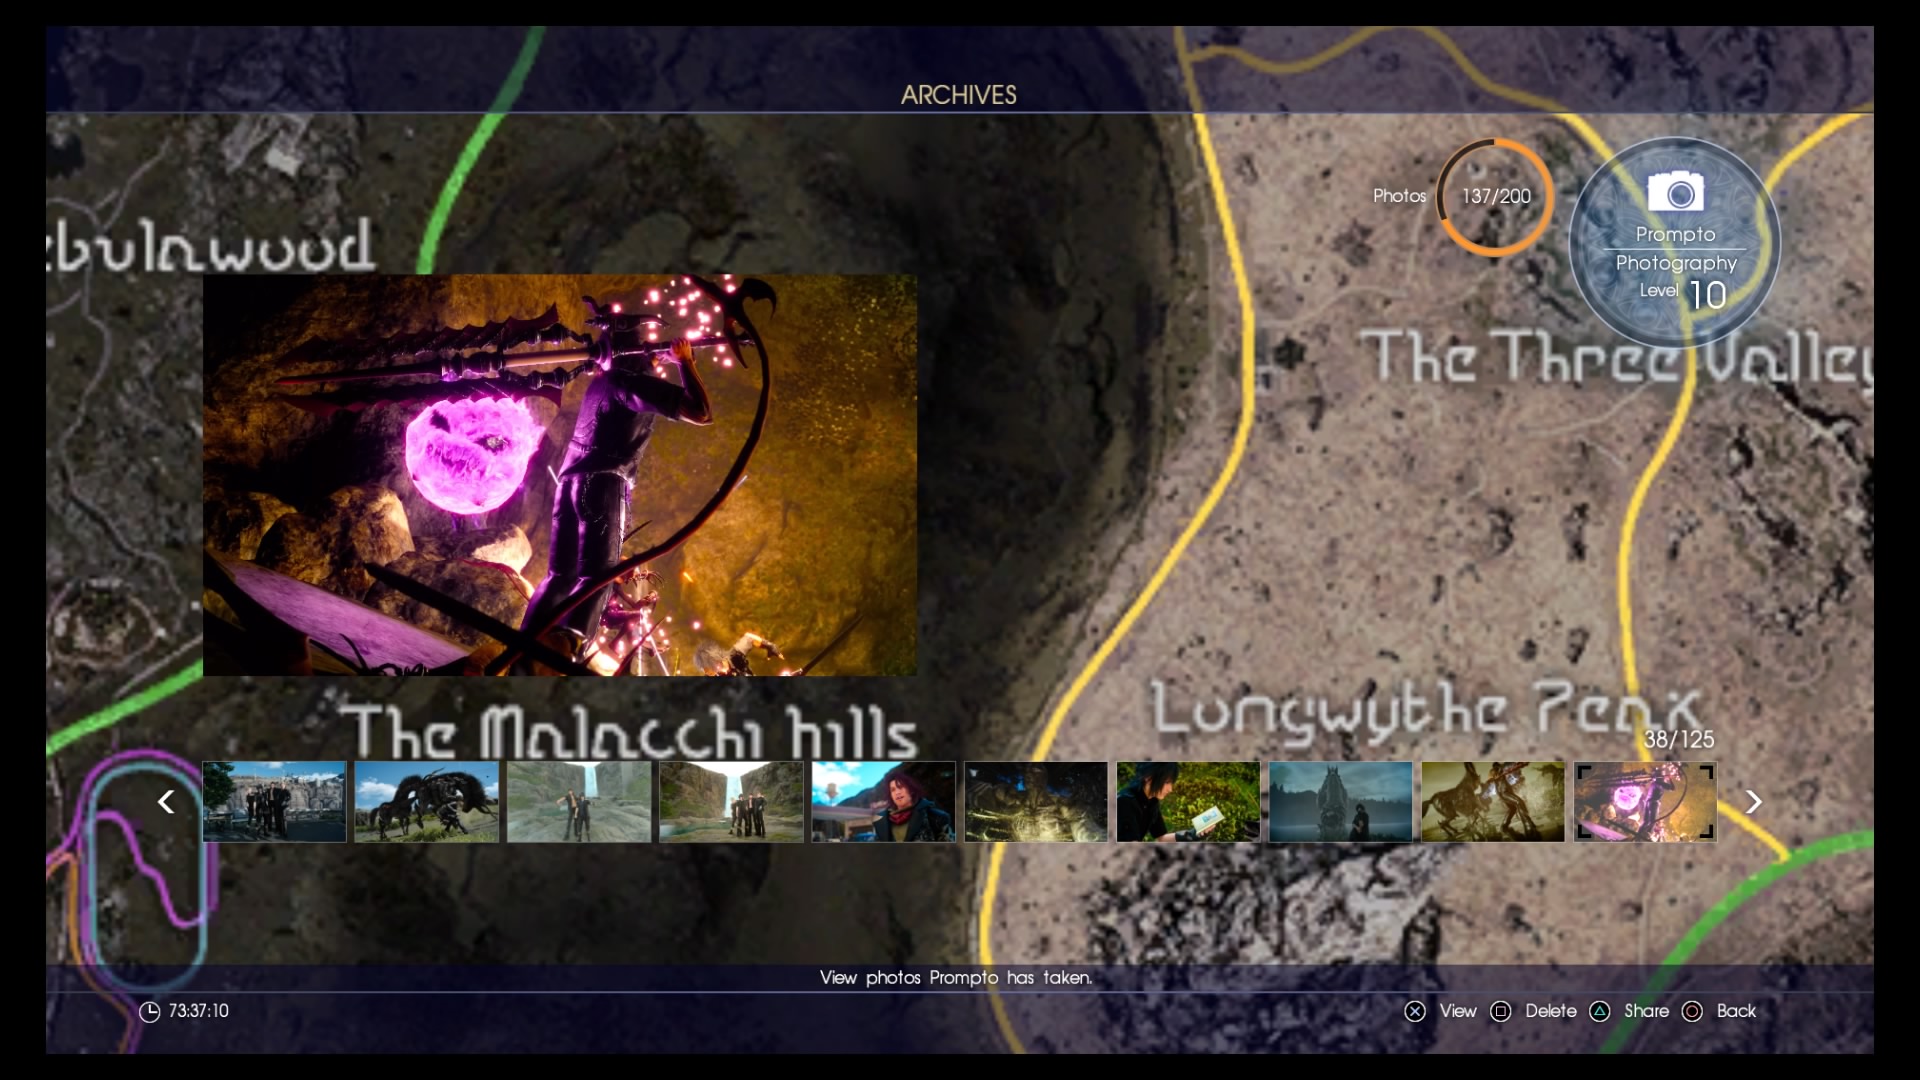 ARCHIVES
Photos 137/200
Prompto
Photography
Level 10
ebulawood
The Three Valley
The Malacchi hills
Longwythe Peak
38/125
View photos Prompto has taken.
73:37:10
View Delete Share Back